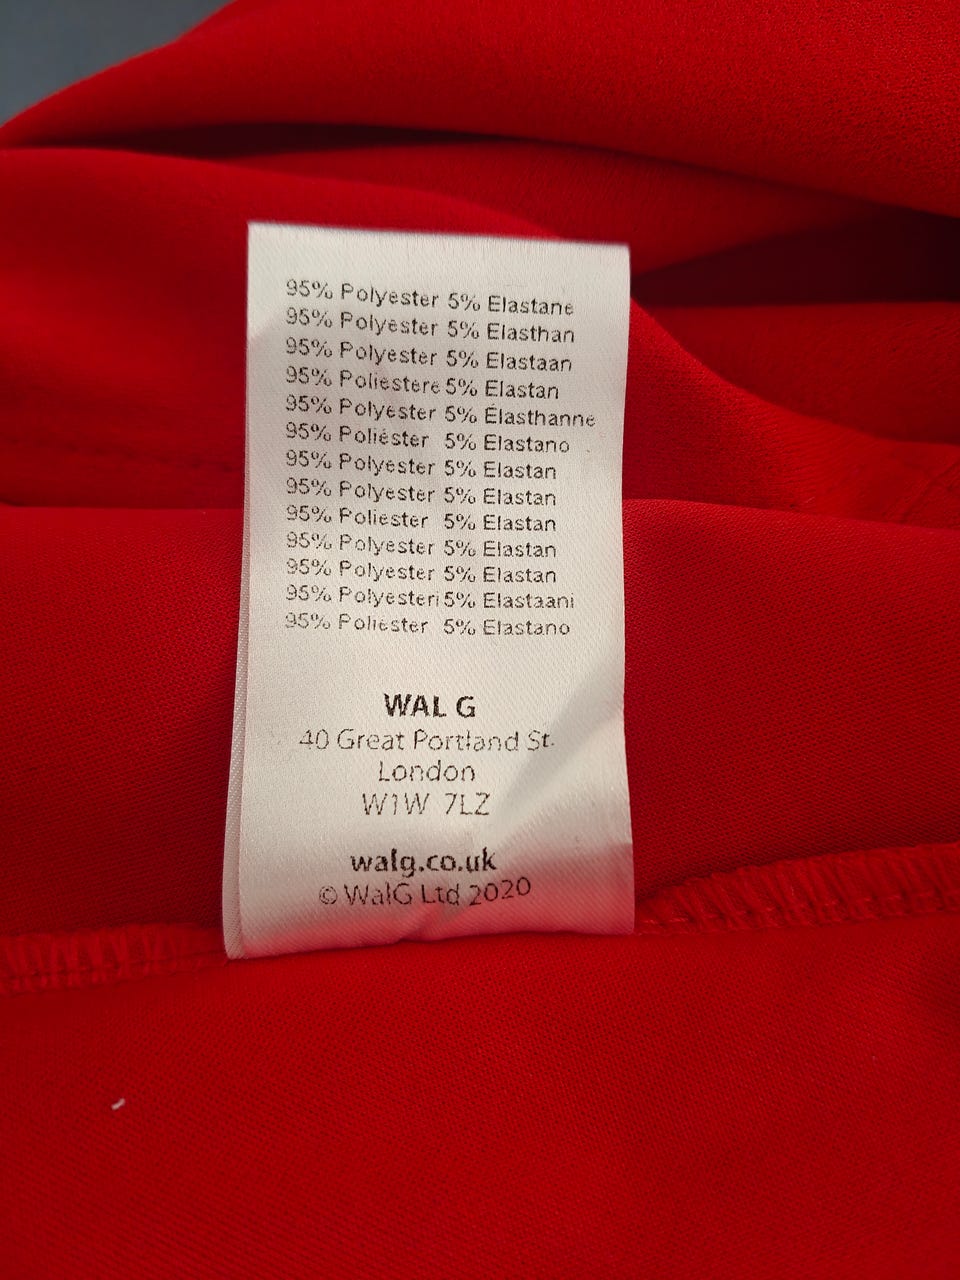 95% Polyester 5% Elastane
95% Polyester 5% Elasthan
95% Polyester 5% Elastaan
95% Poliestere 5% Elastan
95% Polyester 5% Élasthanne
95% Poliéster 5% Elastano
95% Polyester 5% Elastan
95% Polyester 5% Elastan
95% Poliester 5% Elastan
95% Polyester 5% Elastan
95% Polyester 5% Elastan
95% Polyesteri 5% Elastaani
95% Poliéster 5% Elastano
WAL G
40 Great Portland St.
London
W1W 7LZ
walg.co.uk
© WalG Ltd 2020